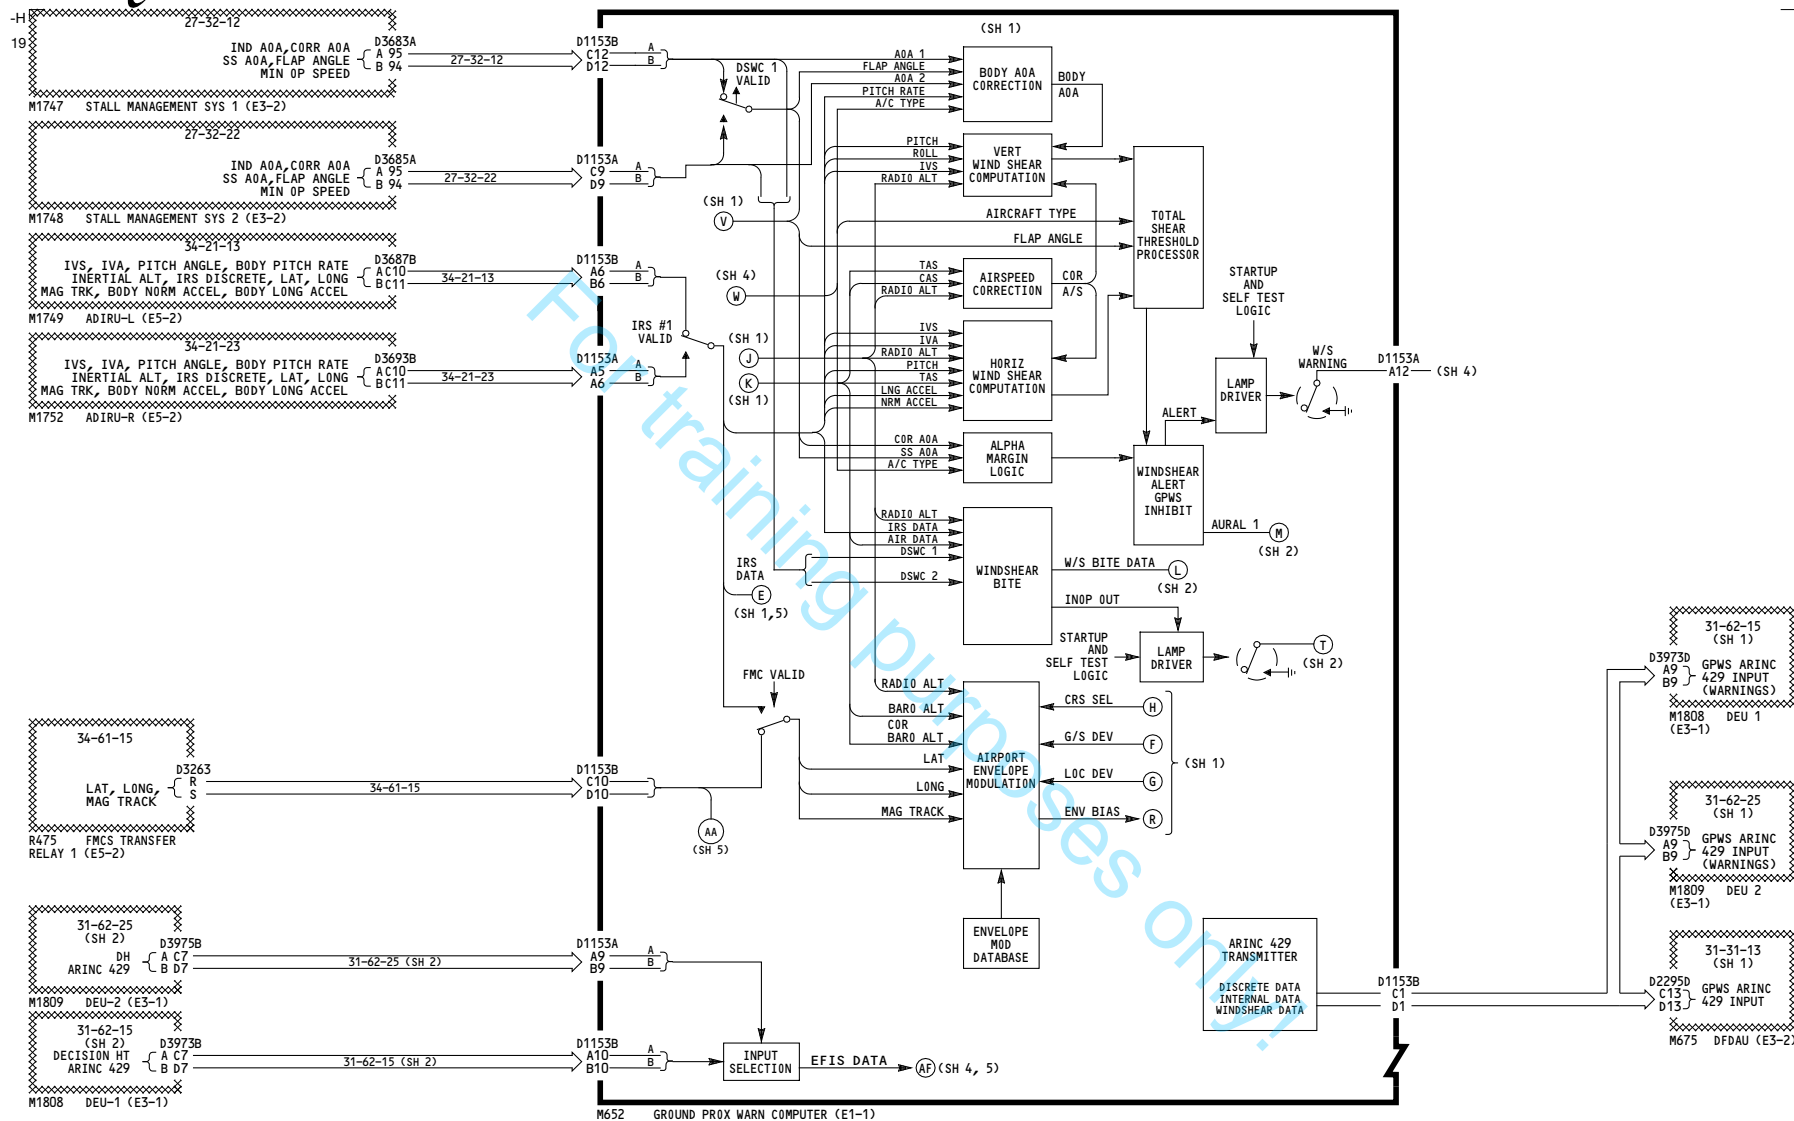 -H
19
27-32-12
IND AOA,CORR AOA
SS AOA,FLAP ANGLE
MIN OP SPEED
D3683A
A 95
B 94
27-32-12
D1153B
C12
D12
A
B
M1747 STALL MANAGEMENT SYS 1 (E3-2)
27-32-22
IND AOA,CORR AOA
SS AOA,FLAP ANGLE
MIN OP SPEED
D3685A
A 95
B 94
27-32-22
D1153A
C9
D9
A
B
M1748 STALL MANAGEMENT SYS 2 (E3-2)
34-21-13
IVS, IVA, PITCH ANGLE, BODY PITCH RATE
INERTIAL ALT, IRS DISCRETE, LAT, LONG
MAG TRK, BODY NORM ACCEL, BODY LONG ACCEL
D3687B
A C10
B C11
34-21-13
D1153B
A6
B6
A
B
M1749 ADIRU-L (E5-2)
34-21-23
IVS, IVA, PITCH ANGLE, BODY PITCH RATE
INERTIAL ALT, IRS DISCRETE, LAT, LONG
MAG TRK, BODY NORM ACCEL, BODY LONG ACCEL
D3693B
A C10
B C11
34-21-23
D1153A
A5
A6
A
B
M1752 ADIRU-R (E5-2)
34-61-15
LAT, LONG,
MAG TRACK
D3263
R
S
34-61-15
D1153B
C10
D10
R475 FMCS TRANSFER
RELAY 1 (E5-2)
31-62-25
(SH 2)
DH
ARINC 429
D3975B
A C7
B D7
31-62-25 (SH 2)
D1153A
A9
B9
A
B
M1809 DEU-2 (E3-1)
31-62-15
(SH 2)
DECISION HT
ARINC 429
D3973B
A C7
B D7
31-62-15 (SH 2)
D1153B
A10
B10
A
B
M1808 DEU-1 (E3-1)
M652 GROUND PROX WARN COMPUTER (E1-1)
DSWC 1
VALID
(SH 1)
V
(SH 4)
W
IRS #1
VALID
(SH 1)
J
K
(SH 1)
IRS
DATA
E
(SH 1,5)
FMC VALID
AA
(SH 5)
INPUT
SELECTION
EFIS DATA
AF
(SH 4, 5)
(SH 1)
AOA 1
FLAP ANGLE
AOA 2
PITCH RATE
A/C TYPE
BODY AOA
CORRECTION
BODY
AOA
PITCH
ROLL
IVS
RADIO ALT
VERT
WIND SHEAR
COMPUTATION
AIRCRAFT TYPE
FLAP ANGLE
TOTAL
SHEAR
THRESHOLD
PROCESSOR
TAS
CAS
RADIO ALT
AIRSPEED
CORRECTION
COR
A/S
IVS
IVA
RADIO ALT
PITCH
TAS
LNG ACCEL
NRM ACCEL
HORIZ
WIND SHEAR
COMPUTATION
COR AOA
SS AOA
A/C TYPE
ALPHA
MARGIN
LOGIC
WINDSHEAR
ALERT
GPWS
INHIBIT
ALERT
STARTUP
AND
SELF TEST
LOGIC
LAMP
DRIVER
W/S
WARNING
D1153A
A12
(SH 4)
AURAL 1
M
(SH 2)
RADIO ALT
IRS DATA
AIR DATA
DSWC 1
DSWC 2
WINDSHEAR
BITE
W/S BITE DATA
L
(SH 2)
INOP OUT
STARTUP
AND
SELF TEST
LOGIC
LAMP
DRIVER
T
(SH 2)
RADIO ALT
BARO ALT
COR
BARO ALT
LAT
LONG
MAG TRACK
AIRPORT
ENVELOPE
MODULATION
CRS SEL
H
G/S DEV
F
LOC DEV
G
ENV BIAS
R
(SH 1)
ENVELOPE
MOD
DATABASE
ARINC 429
TRANSMITTER
DISCRETE DATA
INTERNAL DATA
WINDSHEAR DATA
D1153B
C1
D1
31-62-15
(SH 1)
D3973D
A9
B9
GPWS ARINC
429 INPUT
(WARNINGS)
M1808 DEU 1
(E3-1)
31-62-25
(SH 1)
D3975D
A9
B9
GPWS ARINC
429 INPUT
(WARNINGS)
M1809 DEU 2
(E3-1)
31-31-13
(SH 1)
D2295D
C13
D13
GPWS ARINC
429 INPUT
M675 DFDAU (E3-2)
For training purposes only!